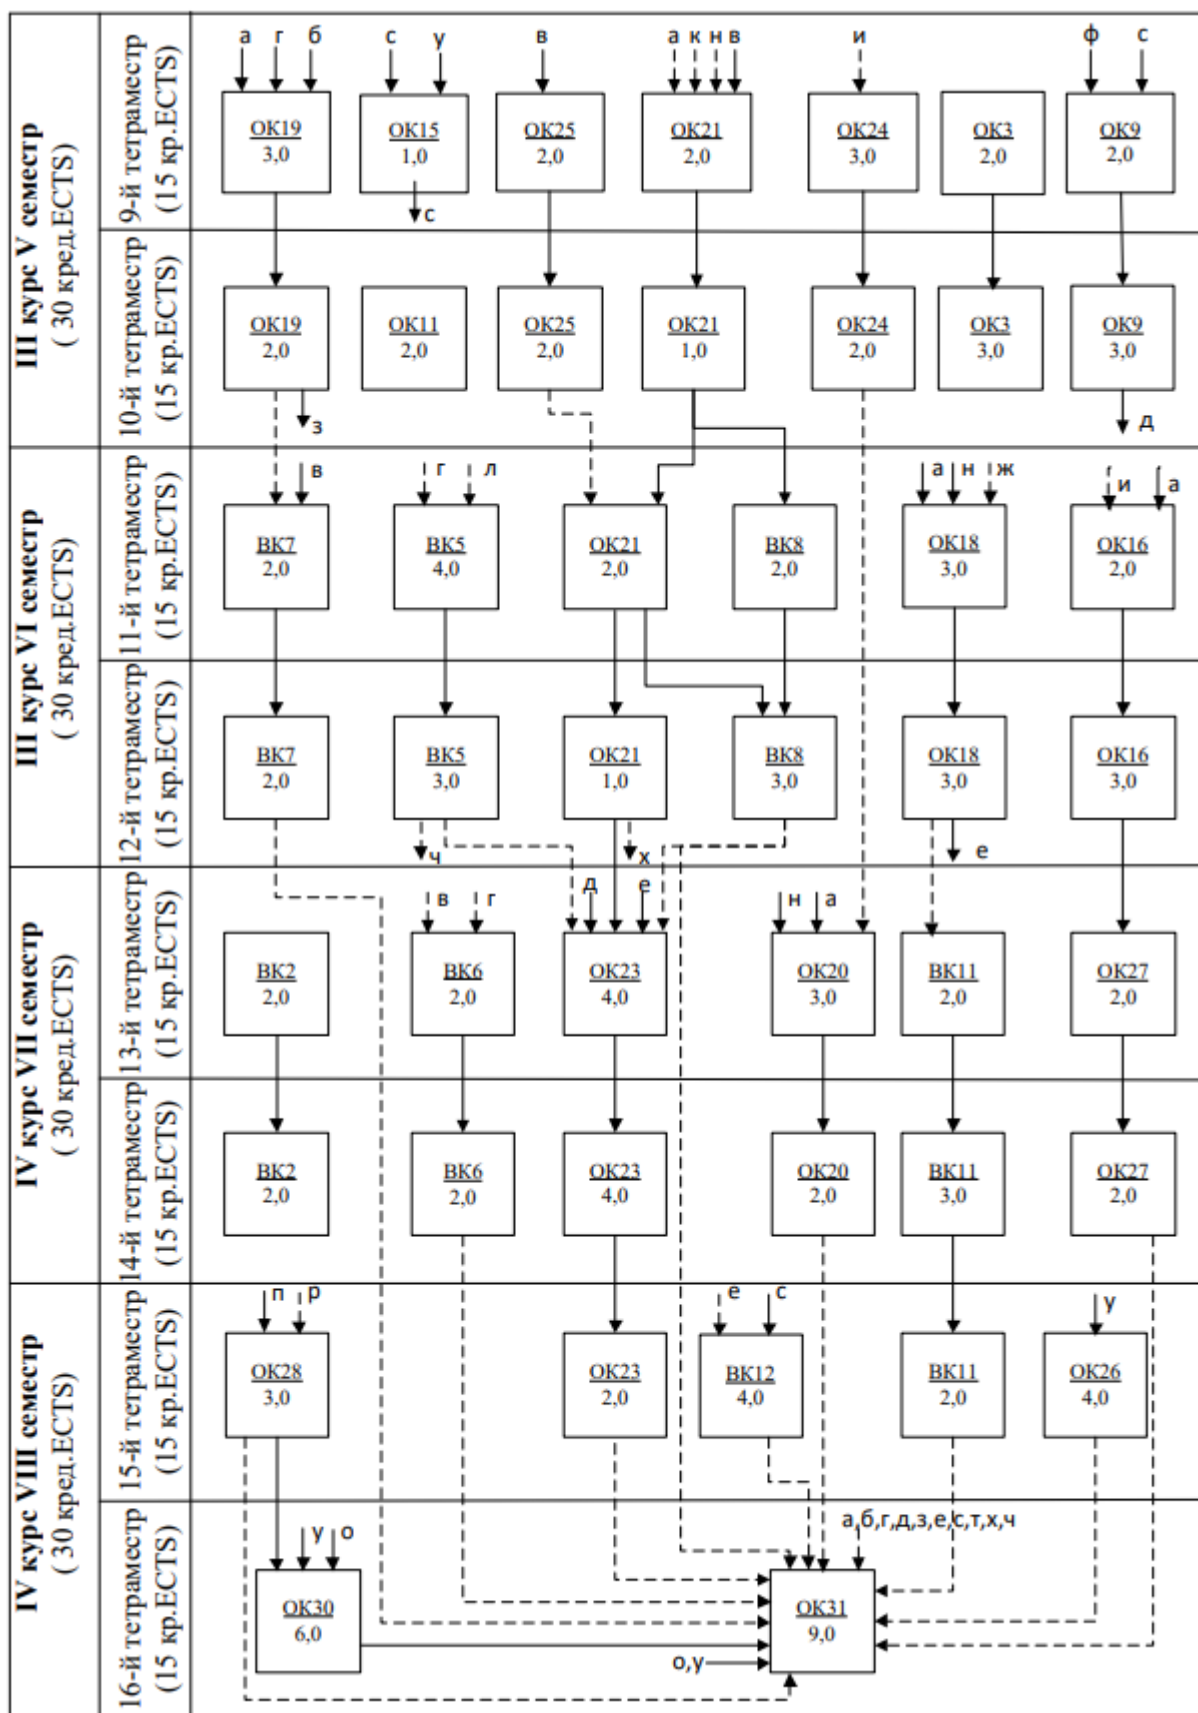 III курс V семестр
( 30 кред.ECTS)
9-й тетраместр
(15 кр.ECTS)
а г б с у в а к н в и ф с
ОК19 ОК15 ОК25 ОК21 ОК24 ОК3 ОК9
3,0 1,0 2,0 2,0 3,0 2,0 2,0
с
10-й тетраместр
(15 кр.ECTS)
ОК19 ОК11 ОК25 ОК21 ОК24 ОК3 ОК9
2,0 2,0 2,0 1,0 2,0 3,0 3,0
з д
III курс VI семестр
( 30 кред.ECTS)
11-й тетраместр
(15 кр.ECTS)
в г л а н ж и а
ВК7 ВК5 ОК21 ВК8 ОК18 ОК16
2,0 4,0 2,0 2,0 3,0 2,0
12-й тетраместр
(15 кр.ECTS)
ВК7 ВК5 ОК21 ВК8 ОК18 ОК16
2,0 3,0 1,0 3,0 3,0 3,0
ч х е
IV курс VII семестр
( 30 кред.ECTS)
13-й тетраместр
(15 кр.ECTS)
в г д е н а
ВК2 ВК6 ОК23 ОК20 ВК11 ОК27
2,0 2,0 4,0 3,0 2,0 2,0
14-й тетраместр
(15 кр.ECTS)
ВК2 ВК6 ОК23 ОК20 ВК11 ОК27
2,0 2,0 4,0 2,0 3,0 2,0
IV курс VIII семестр
( 30 кред.ECTS)
15-й тетраместр
(15 кр.ECTS)
п р е с у
ОК28 ОК23 ВК12 ВК11 ОК26
3,0 2,0 4,0 2,0 4,0
16-й тетраместр
(15 кр.ECTS)
у о а,б,г,д,з,е,с,т,х,ч
ОК30 ОК31
6,0 9,0
о,у